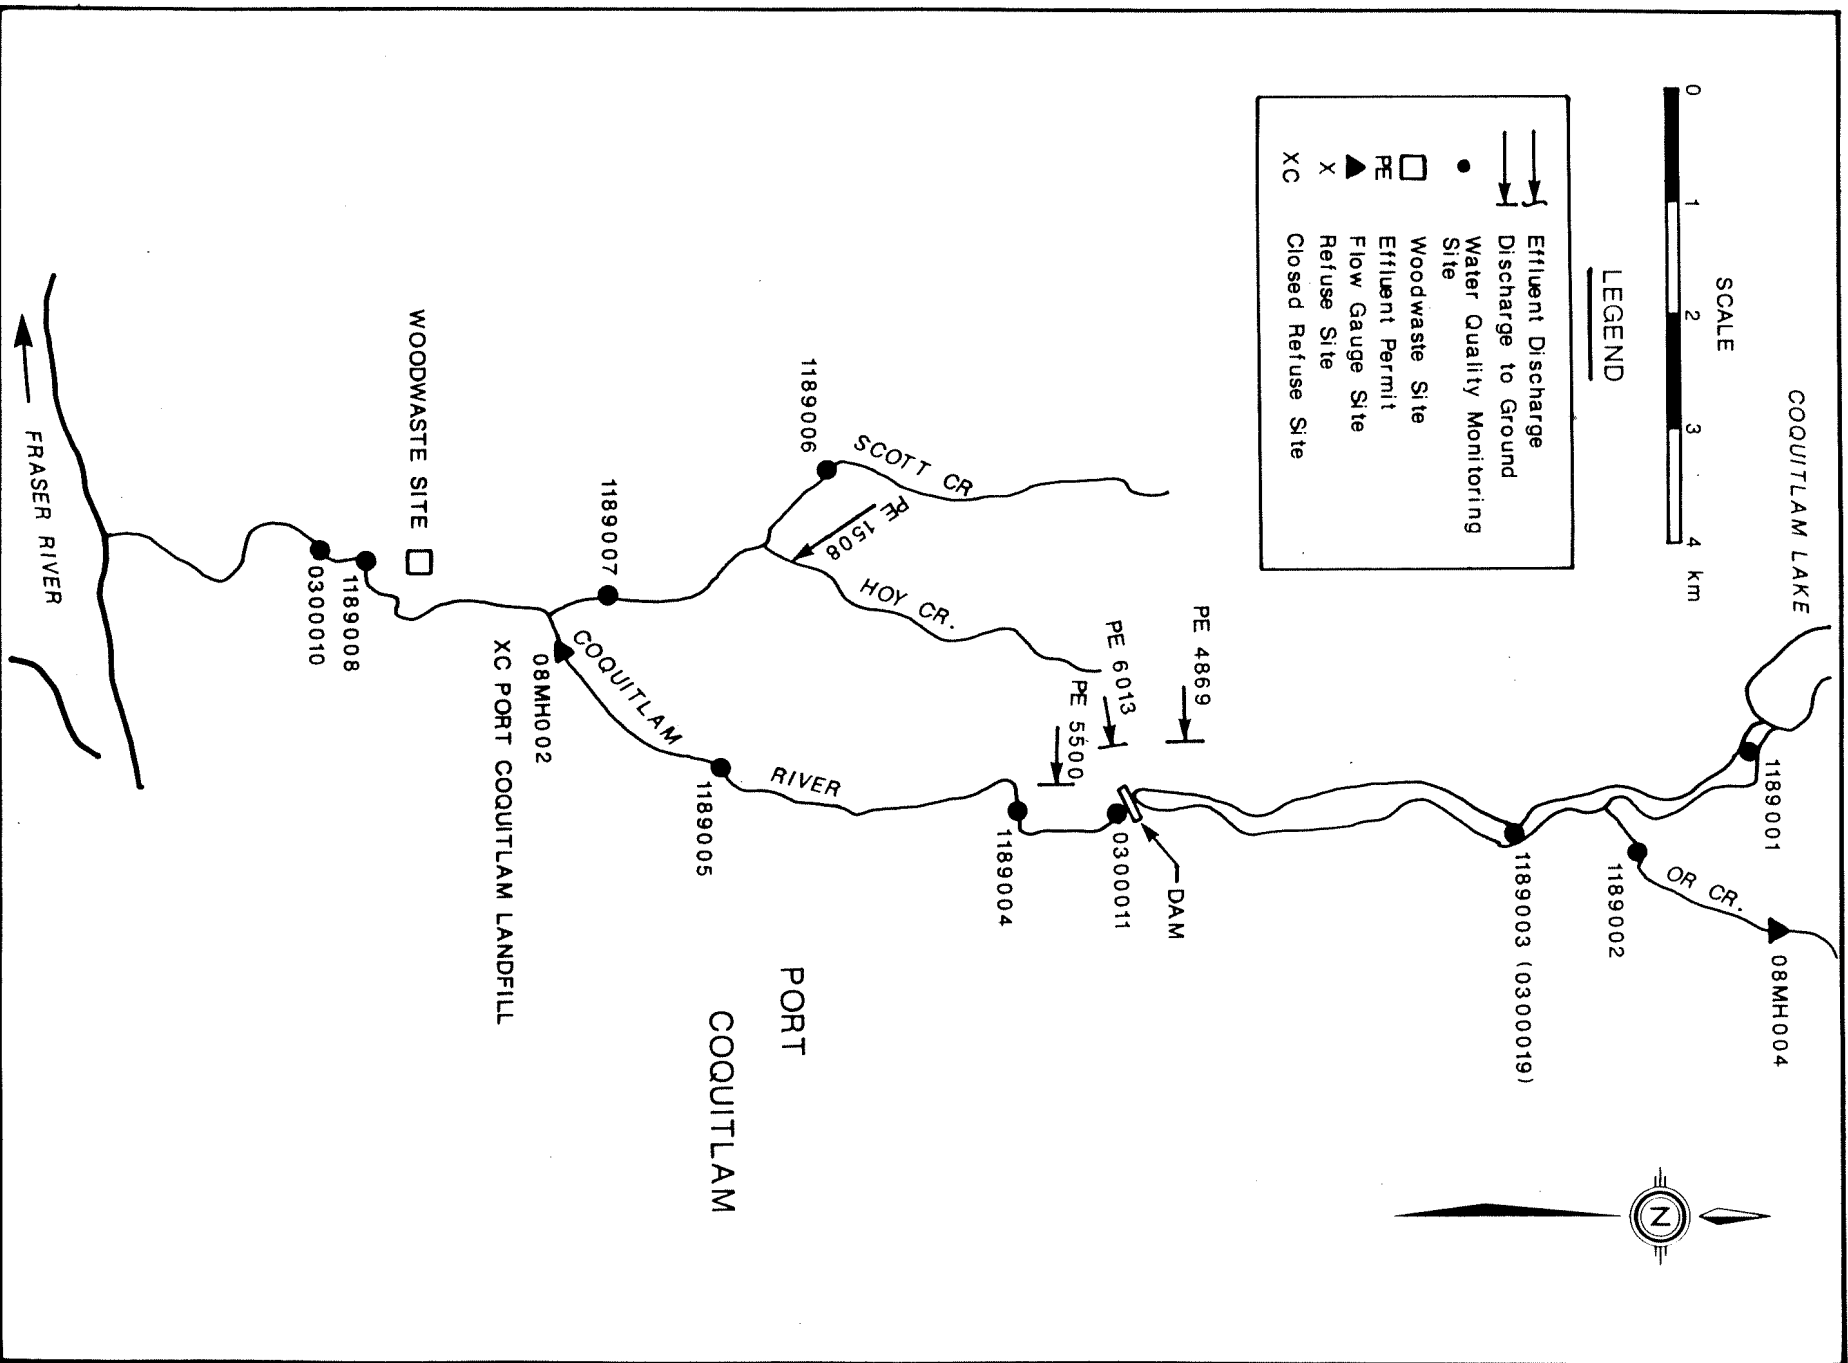 COQUITLAM LAKE
SCALE
0 1 2 3 4 km
LEGEND
Effluent Discharge
Discharge to Ground
Water Quality Monitoring
Site
Woodwaste Site
PE Effluent Permit
Flow Gauge Site
X Refuse Site
XC Closed Refuse Site
1189001
08MH004
OR CR.
1189002
1189003 (0300019)
N
PE 4869
PE 6013
PE 5500
DAM
0300011
1189004
SCOTT CR
1189006
PE 1508
HOY CR.
RIVER
PORT
COQUITLAM
1189005
1189007
COQUITLAM
08MH002
XC PORT COQUITLAM LANDFILL
WOODWASTE SITE
1189008
0300010
FRASER RIVER